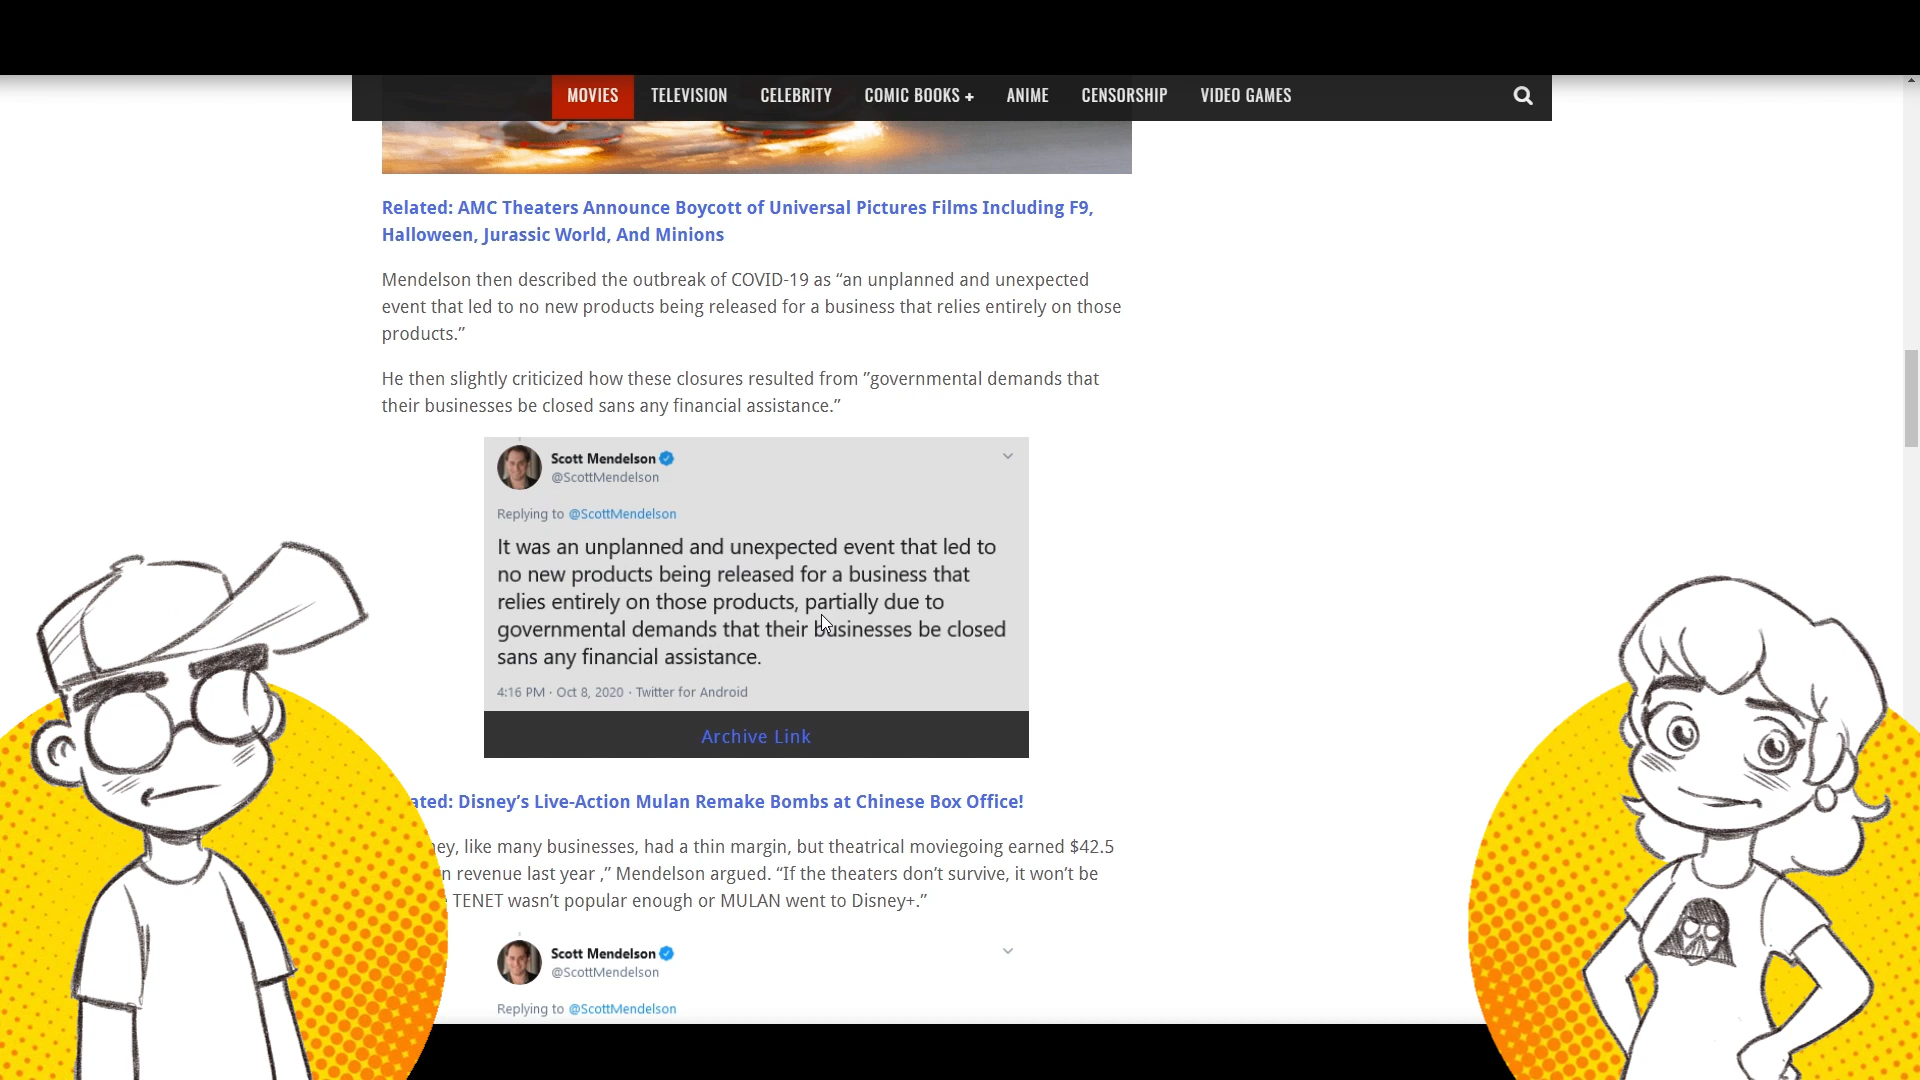 MOVIES TELEVISION CELEBRITY COMIC BOOKS + ANIME CENSORSHIP VIDEO GAMES
Related: AMC Theaters Announce Boycott of Universal Pictures Films Including F9,
Halloween, Jurassic World, And Minions
Mendelson then described the outbreak of COVID-19 as “an unplanned and unexpected
event that led to no new products being released for a business that relies entirely on those
products.”
He then slightly criticized how these closures resulted from ”governmental demands that
their businesses be closed sans any financial assistance.”
Scott Mendelson
@ScottMendelson
Replying to @ScottMendelson
It was an unplanned and unexpected event that led to
no new products being released for a business that
relies entirely on those products, partially due to
governmental demands that their businesses be closed
sans any financial assistance.
4:16 PM · Oct 8, 2020 · Twitter for Android
Archive Link
ated: Disney’s Live-Action Mulan Remake Bombs at Chinese Box Office!
ey, like many businesses, had a thin margin, but theatrical moviegoing earned $42.5
n revenue last year ,” Mendelson argued. “If the theaters don’t survive, it won’t be
TENET wasn’t popular enough or MULAN went to Disney+.”
Scott Mendelson
@ScottMendelson
Replying to @ScottMendelson